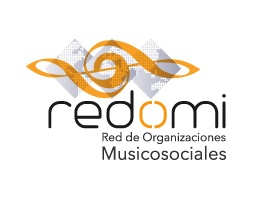 redomi
Red de Organizaciones
Musicosociales